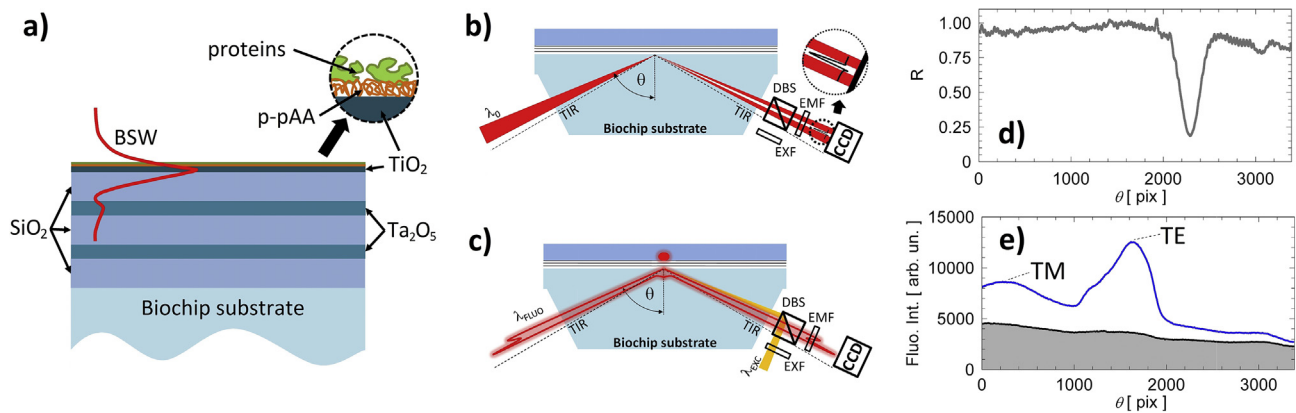 a)
proteins
p-pAA
BSW
TiO2
SiO2
Ta2O5
Biochip substrate
b)
θ
λ0
TIR
TIR
DBS
EMF
EXF
CCD
Biochip substrate
c)
θ
λFLUO
TIR
TIR
DBS
EMF
EXF
λEXC
CCD
Biochip substrate
d)
R
1.00
0.75
0.50
0.25
0
0 1000 2000 3000
θ [ pix ]
e)
Fluo. Int. [ arb. un. ]
15000
10000
5000
0
TM
TE
0 1000 2000 3000
θ [ pix ]